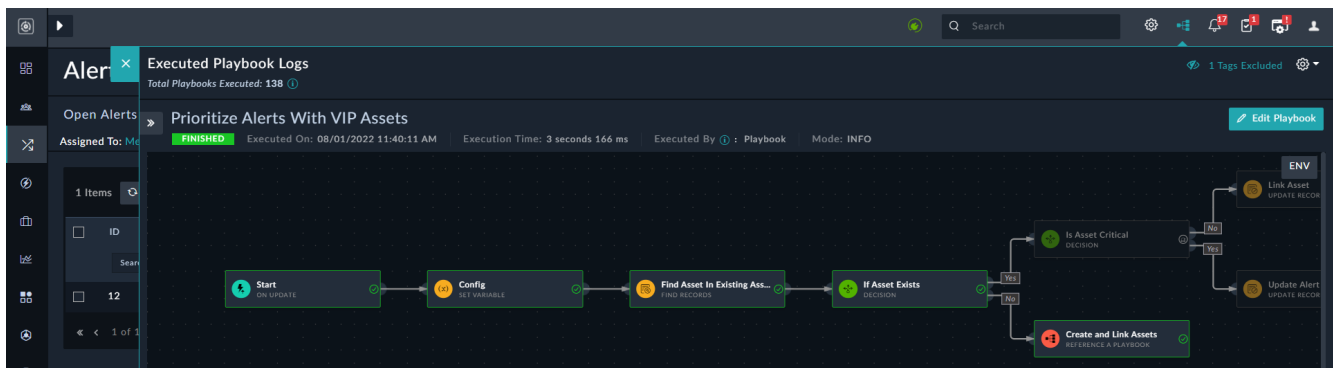 Search
17
1
!
!
Aler
×
Executed Playbook Logs
Total Playbooks Executed: 138
1 Tags Excluded
Open Alerts
Assigned To: Me
Prioritize Alerts With VIP Assets
FINISHED Executed On: 08/01/2022 11:40:11 AM Execution Time: 3 seconds 166 ms Executed By : Playbook Mode: INFO
Edit Playbook
ENV
1 Items
ID
Sear
12
« < 1 of 1
Start
ON UPDATE
Config
SET VARIABLE
Find Asset In Existing Ass...
FIND RECORDS
If Asset Exists
DECISION
Yes
No
Is Asset Critical
DECISION
No
Yes
Link Asset
UPDATE RECOR
Update Alert
UPDATE RECOR
Create and Link Assets
REFERENCE A PLAYBOOK